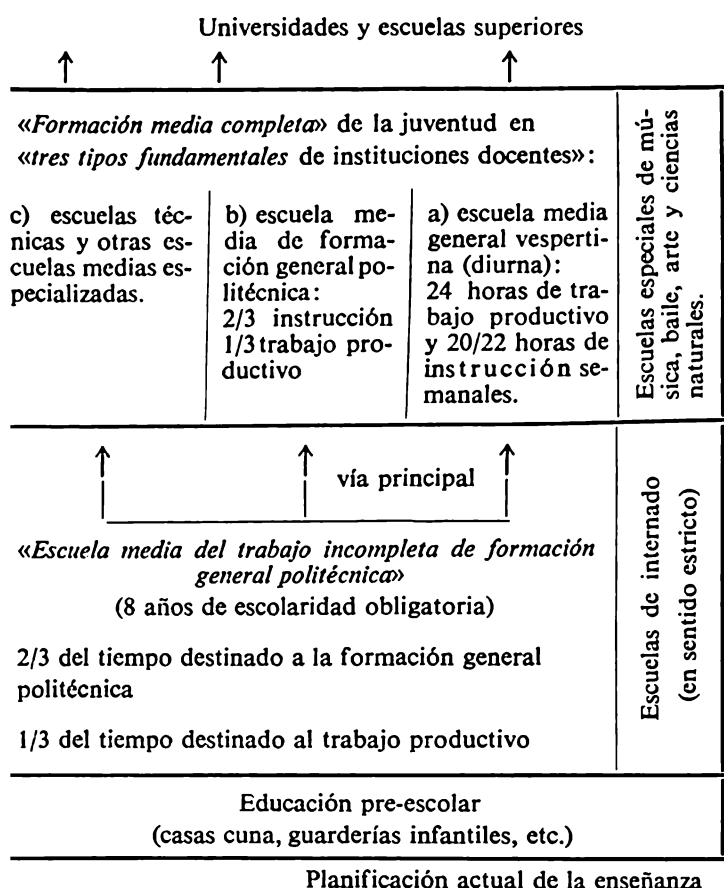 Universidades y escuelas superiores
«Formación media completa» de la juventud en
«tres tipos fundamentales de instituciones docentes»:
c) escuelas téc-
nicas y otras es-
cuelas medias es-
pecializadas.
b) escuela me-
dia de forma-
ción general po-
litécnica:
2/3 instrucción
1/3 trabajo pro-
ductivo
a) escuela media
general vesperti-
na (diurna):
24 horas de tra-
bajo productivo
y 20/22 horas de
instrucción se-
manales.
Escuelas especiales de mú-
sica, baile, arte y ciencias
naturales.
vía principal
«Escuela media del trabajo incompleta de formación
general politécnica»
(8 años de escolaridad obligatoria)
2/3 del tiempo destinado a la formación general
politécnica
1/3 del tiempo destinado al trabajo productivo
Escuelas de internado
(en sentido estricto)
Educación pre-escolar
(casas cuna, guarderías infantiles, etc.)
Planificación actual de la enseñanza